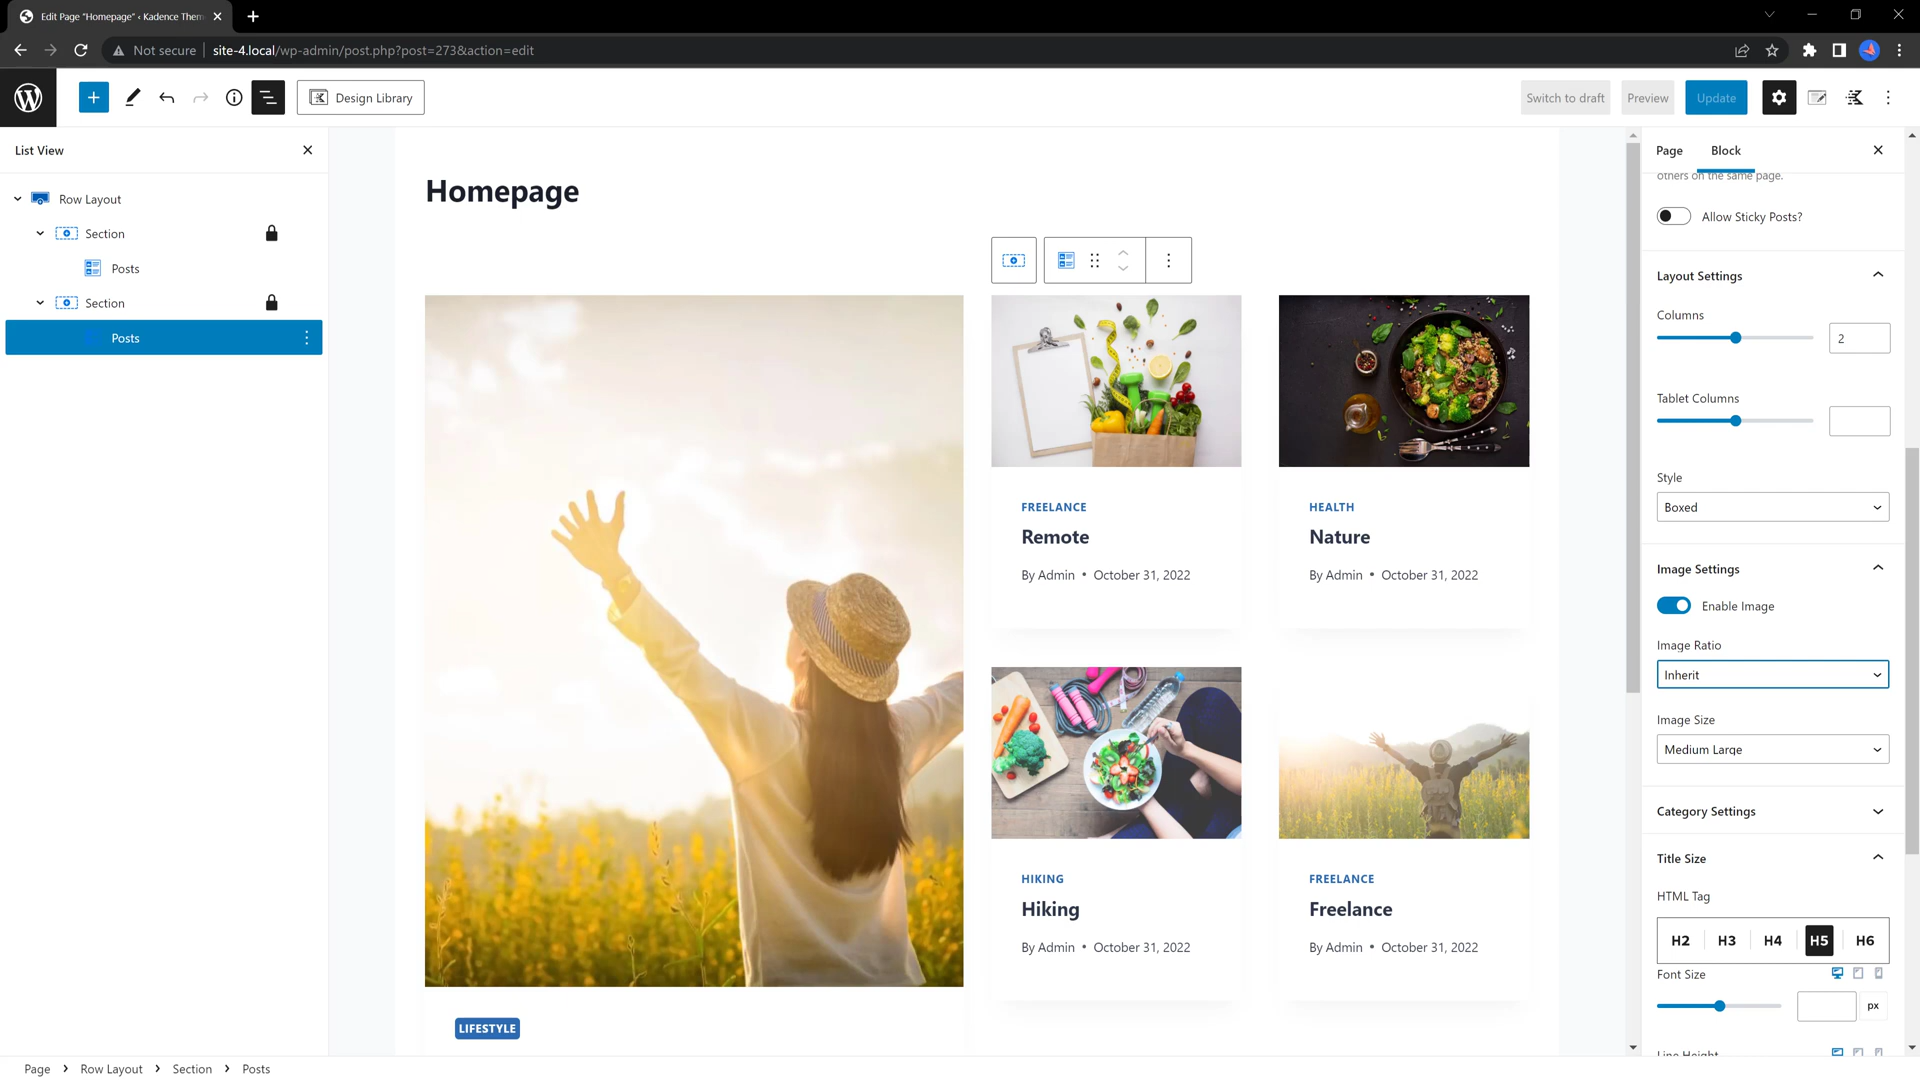 Edit Page "Homepage" ‹ Kadence Them
Not secure
site-4.local/wp-admin/post.php?post=273&action=edit
Design Library
Switch to draft
Preview
Update
List View
Row Layout
Section
Posts
Section
Posts
Homepage
FREELANCE
Remote
By Admin • October 31, 2022
HEALTH
Nature
By Admin • October 31, 2022
HIKING
Hiking
By Admin • October 31, 2022
FREELANCE
Freelance
By Admin • October 31, 2022
LIFESTYLE
Page
Block
others on the same page.
Allow Sticky Posts?
Layout Settings
Columns
2
Tablet Columns
Style
Boxed
Image Settings
Enable Image
Image Ratio
Inherit
Image Size
Medium Large
Category Settings
Title Size
HTML Tag
H2 H3 H4 H5 H6
Font Size
px
Line Height
Page > Row Layout > Section > Posts